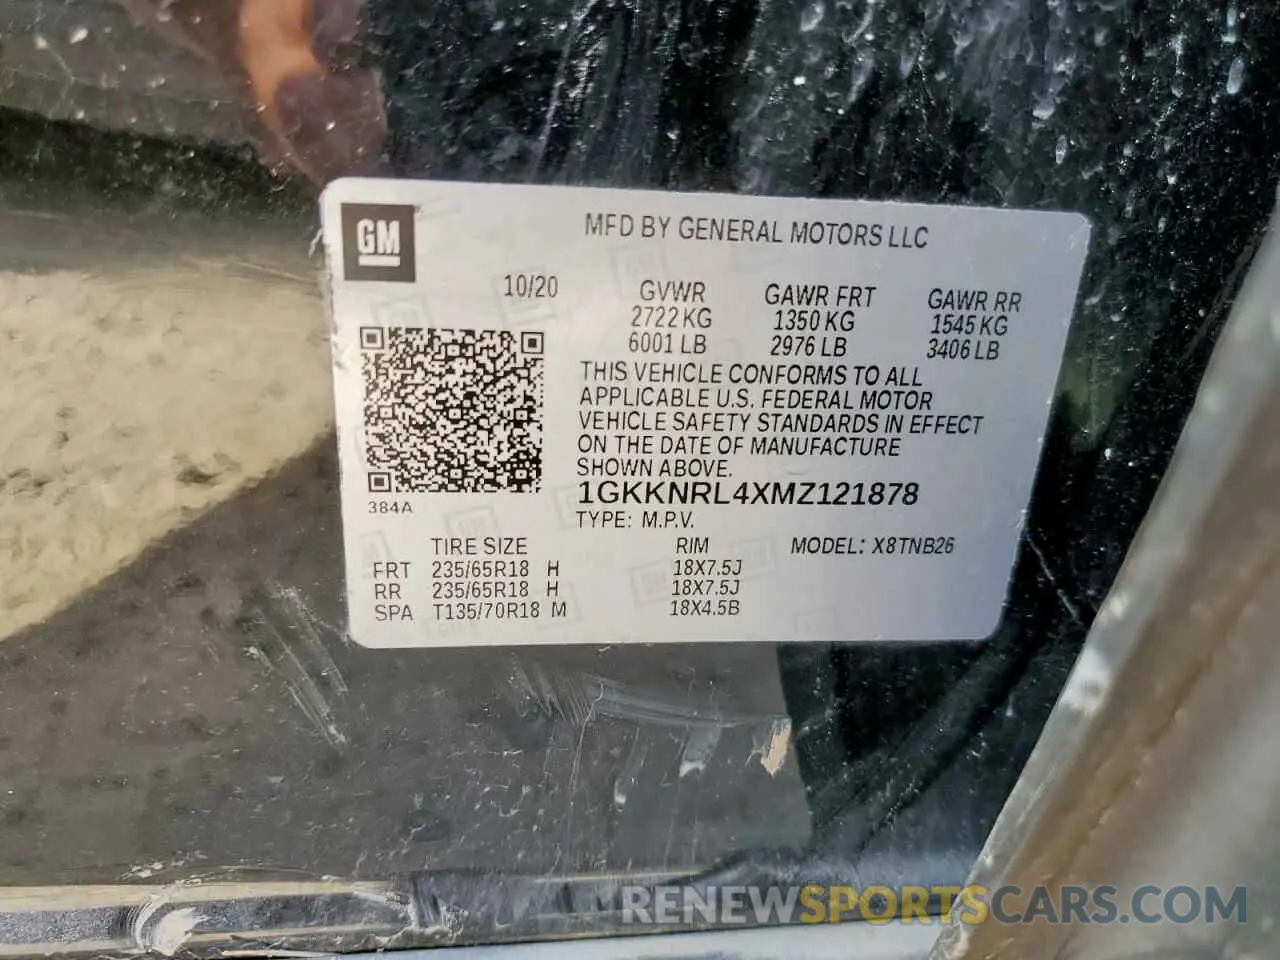 GM
MFD BY GENERAL MOTORS LLC
10/20
GVWR GAWR FRT GAWR RR
2722 KG 1350 KG 1545 KG
6001 LB 2976 LB 3406 LB
THIS VEHICLE CONFORMS TO ALL
APPLICABLE U.S. FEDERAL MOTOR
VEHICLE SAFETY STANDARDS IN EFFECT
ON THE DATE OF MANUFACTURE
SHOWN ABOVE.
1GKKNRL4XMZ121878
384A
TYPE: M.P.V.
TIRE SIZE RIM MODEL: X8TNB26
FRT 235/65R18 H 18X7.5J
RR 235/65R18 H 18X7.5J
SPA T135/70R18 M 18X4.5B
RENEWSPORTSCARS.COM